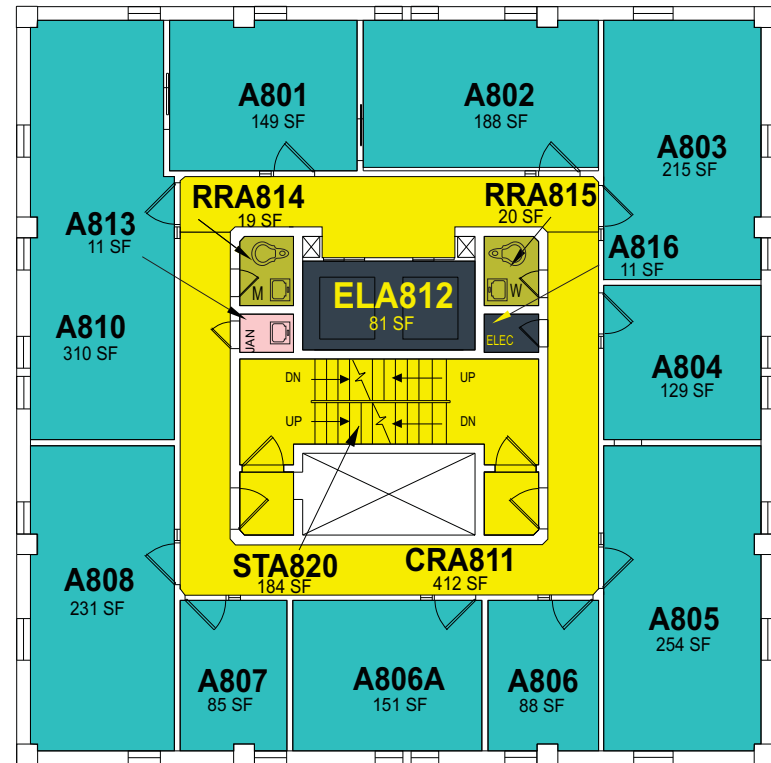 A801
149 SF
A802
188 SF
A803
215 SF
RRA814
19 SF
RRA815
20 SF
A813
11 SF
A816
11 SF
M
W
ELA812
81 SF
JAN
ELEC
A810
310 SF
A804
129 SF
DN
UP
UP
DN
STA820
184 SF
CRA811
412 SF
A808
231 SF
A805
254 SF
A807
85 SF
A806A
151 SF
A806
88 SF